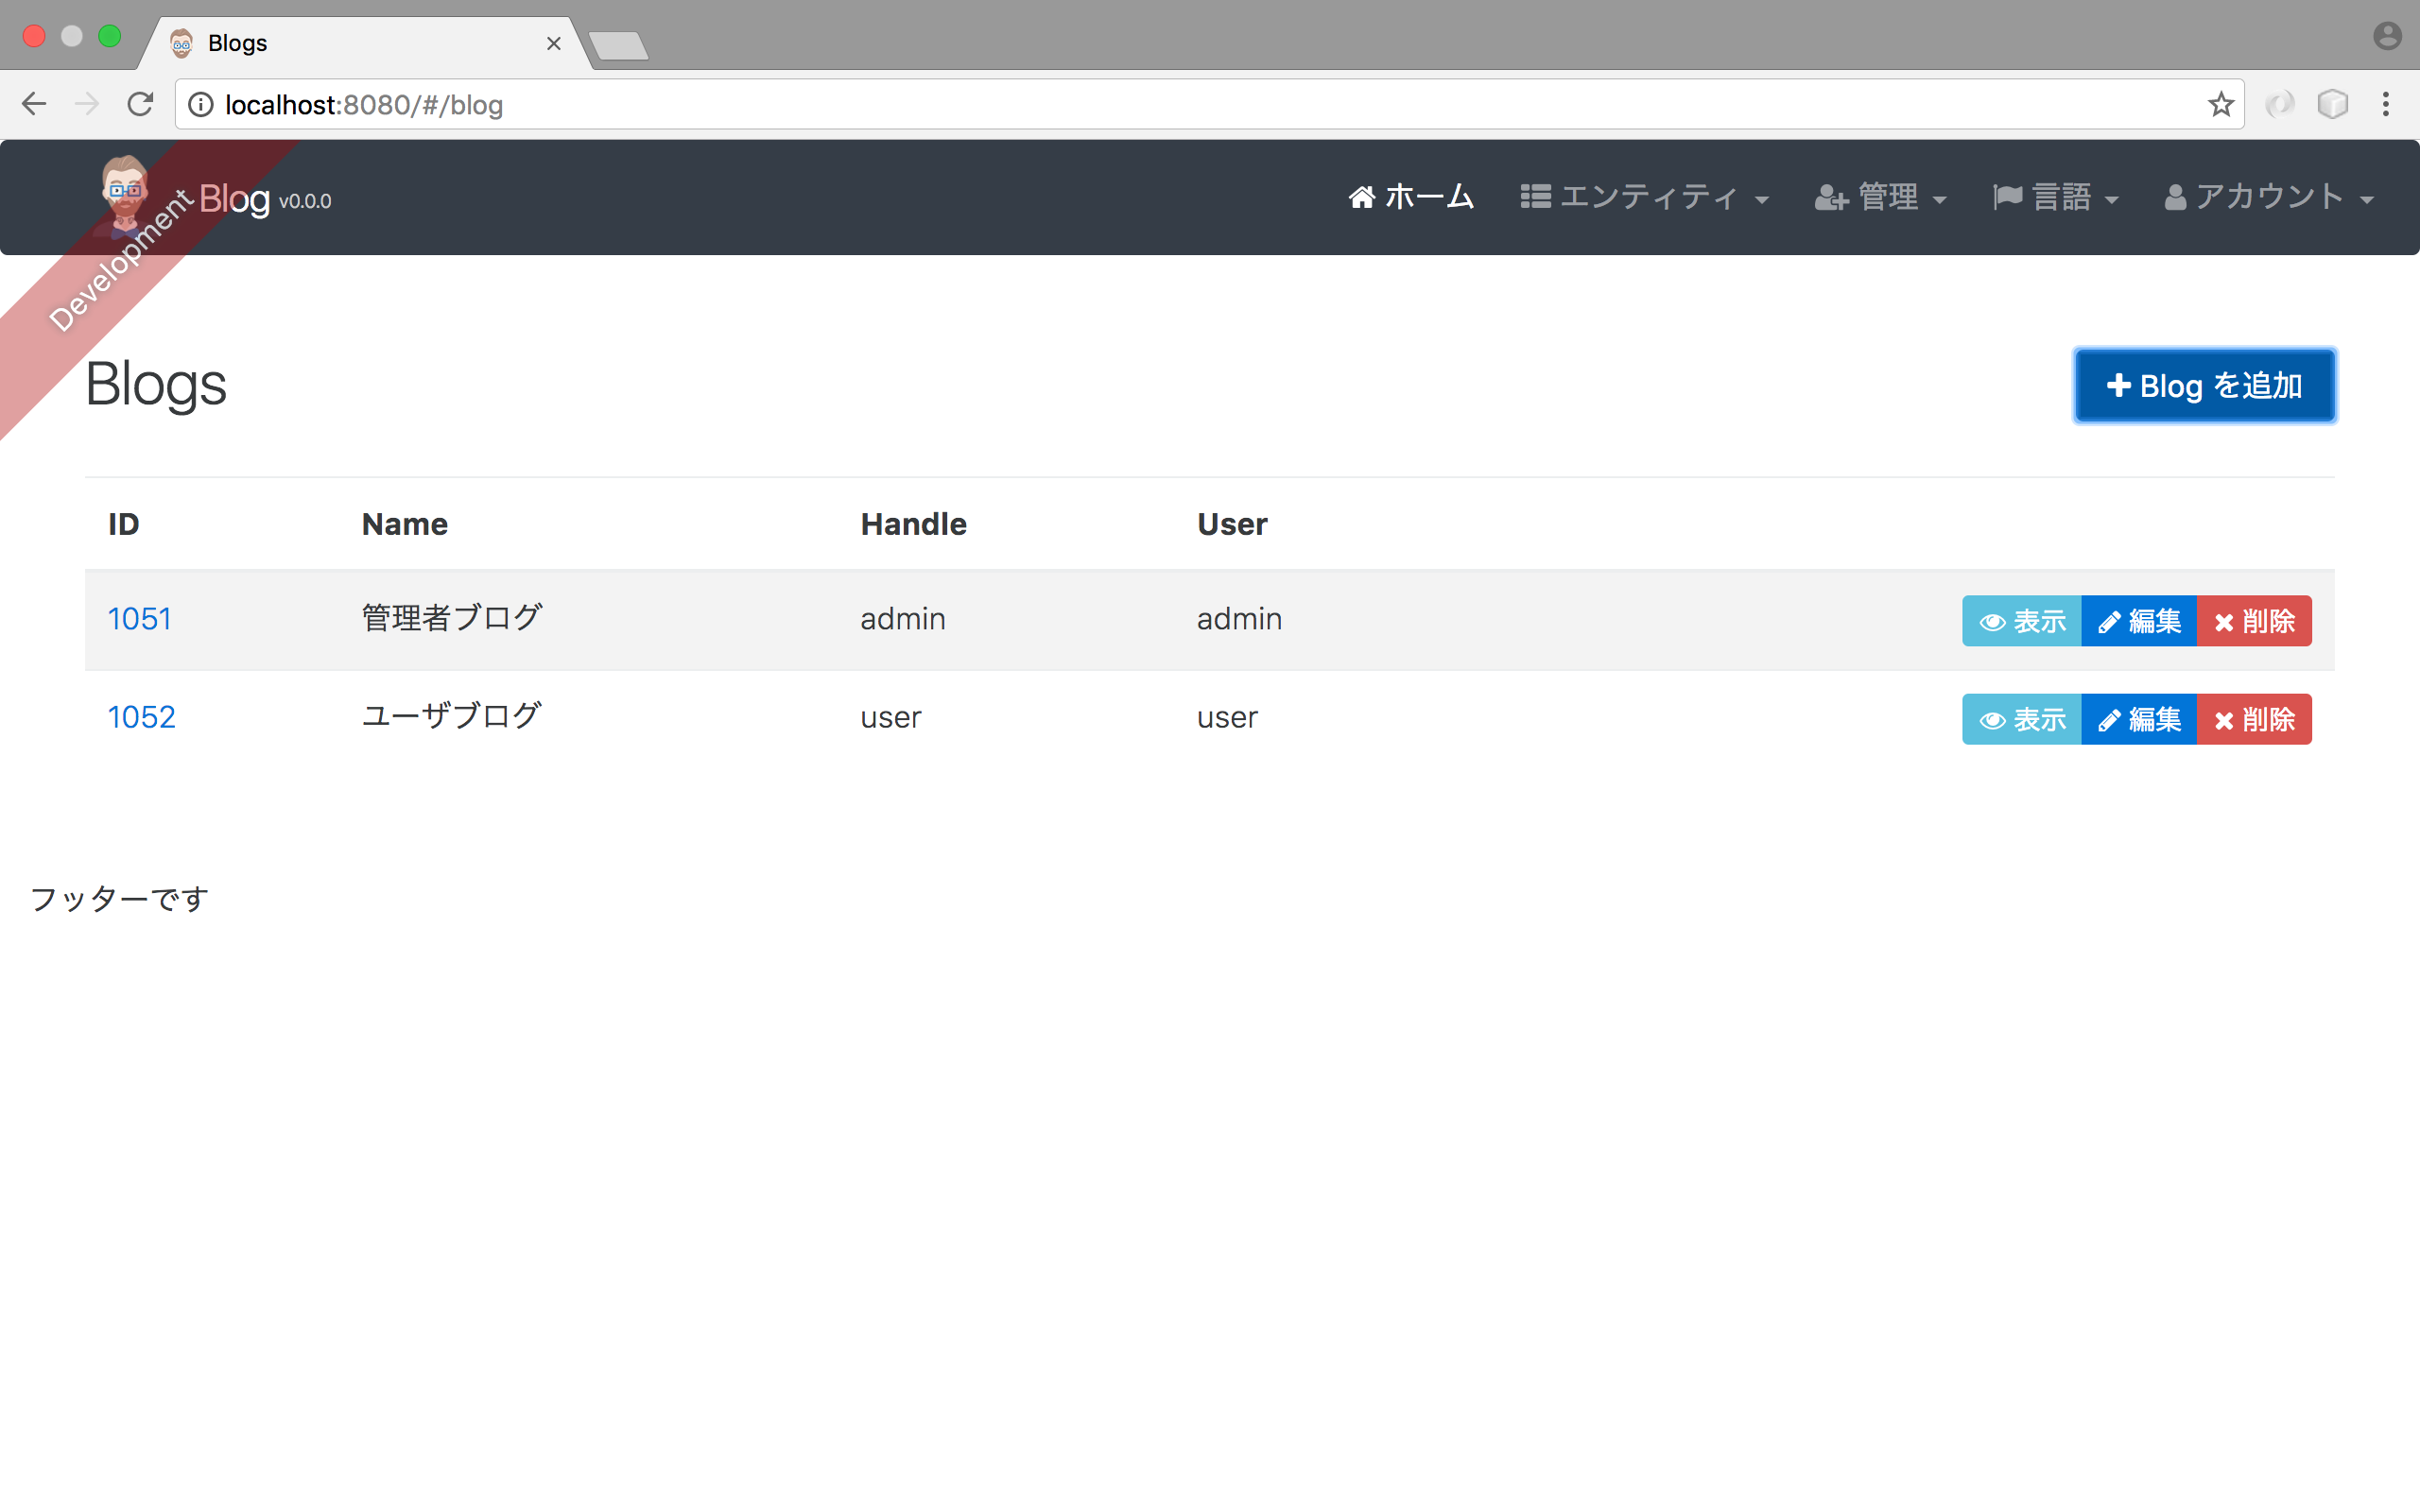 Blogs
localhost:8080/#/blog
Blog v0.0.0 ホーム エンティティ 管理 言語 アカウント
Development
Blogs Blog を追加
ID Name Handle User
1051 管理者ブログ admin admin 表示 編集 削除
1052 ユーザブログ user user 表示 編集 削除
フッターです